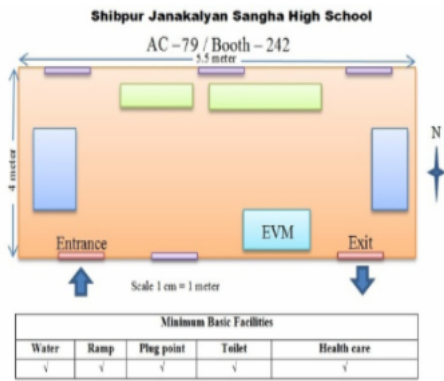 Shibpur Janakalyan Sangha High School
AC – 79 / Booth – 242
5.5 meter
4 meter
N
EVM
Entrance
Exit
Scale 1 cm = 1 meter
Minimum Basic Facilities
Water Ramp Plug point Toilet Health care
√ √ √ √ √